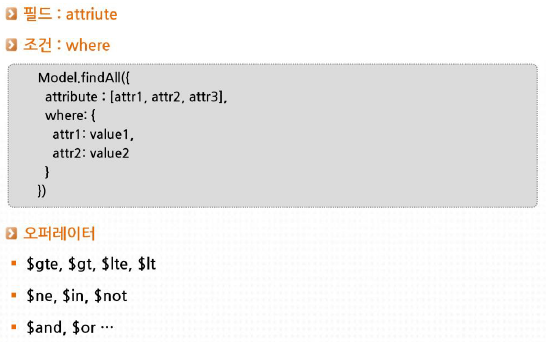 필드 : attriute
조건 : where
Model.findAll({
attribute : [attr1, attr2, attr3],
where: {
attr1: value1,
attr2: value2
}
})
오퍼레이터
$gte, $gt, $lte, $lt
$ne, $in, $not
$and, $or …